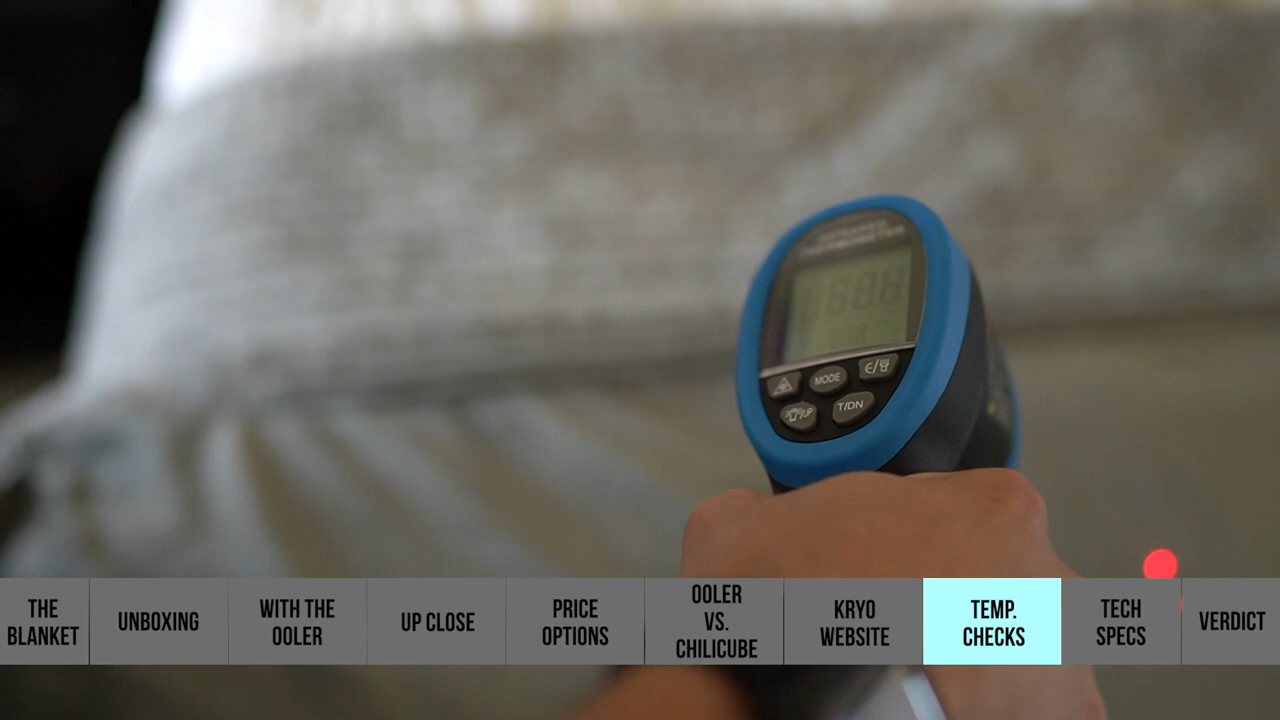 MODE
T/DN
/UP
THE
BLANKET
UNBOXING
WITH THE
OOLER
UP CLOSE
PRICE
OPTIONS
OOLER
VS.
CHILICUBE
KRYO
WEBSITE
TEMP.
CHECKS
TECH
SPECS
VERDICT